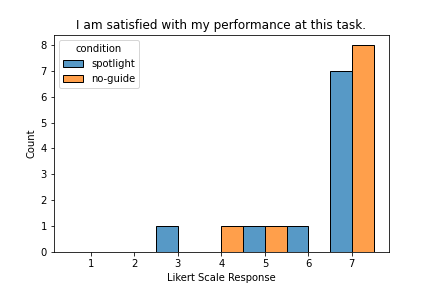 I am satisfied with my performance at this task.
condition
spotlight
no-guide
8
7
6
5
4
3
2
1
0
Count
1 2 3 4 5 6 7
Likert Scale Response